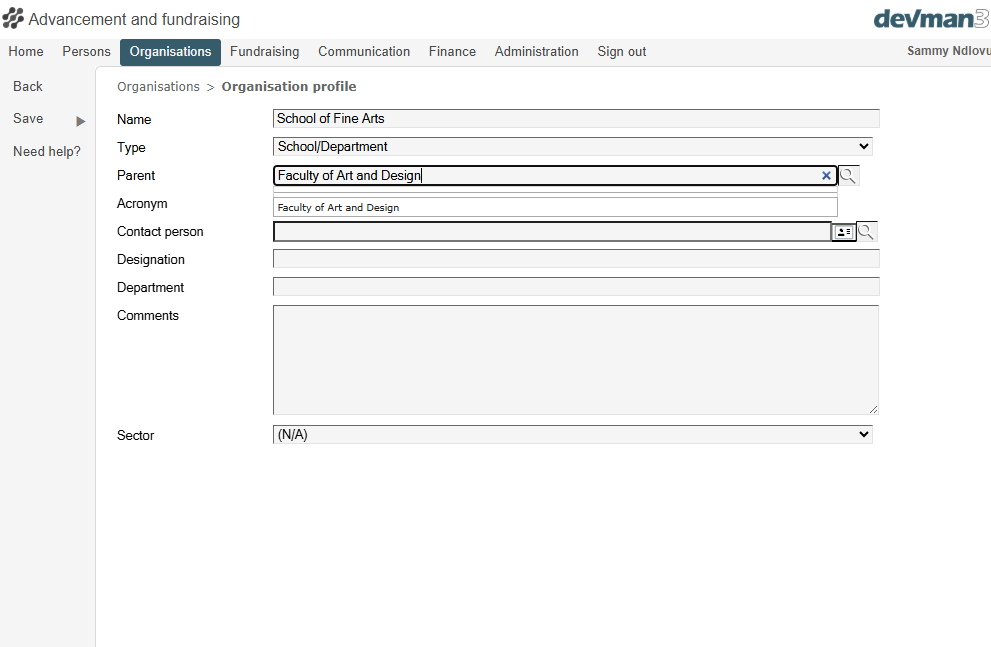 Advancement and fundraising
devman3
Home Persons Organisations Fundraising Communication Finance Administration Sign out Sammy Ndlovu
Back
Organisations > Organisation profile
Save
Need help?
Name School of Fine Arts
Type School/Department
Parent Faculty of Art and Design
Acronym
Faculty of Art and Design
Contact person
Designation
Department
Comments
Sector (N/A)